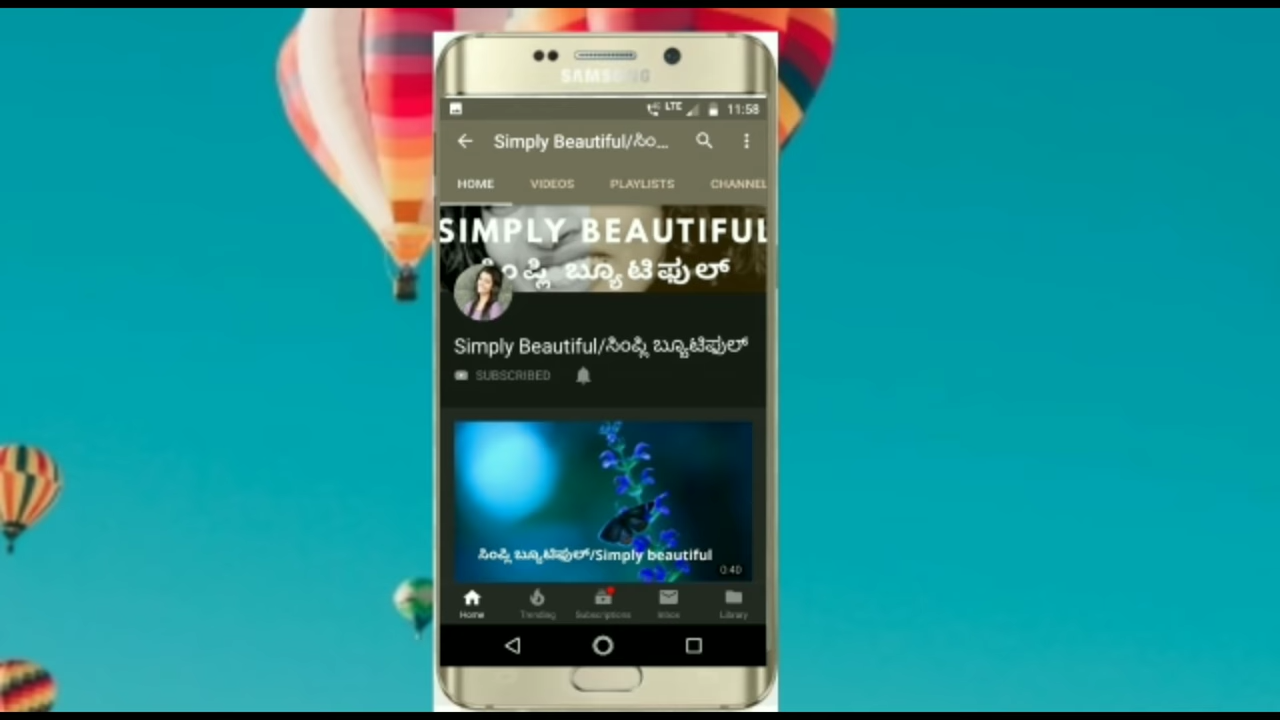 SAMSUNG
LTE 11:58
Simply Beautiful/ಸಿಂ...
HOME VIDEOS PLAYLISTS CHANNEL
SIMPLY BEAUTIFUL
ಸಿಂಪ್ಲಿ ಬ್ಯೂಟಿಫುಲ್
Simply Beautiful/ಸಿಂಪ್ಲಿ ಬ್ಯೂಟಿಫುಲ್
SUBSCRIBED
ಸಿಂಪ್ಲಿ ಬ್ಯೂಟಿಫುಲ್/Simply beautiful
0:40
Home Trending Subscriptions Inbox Library